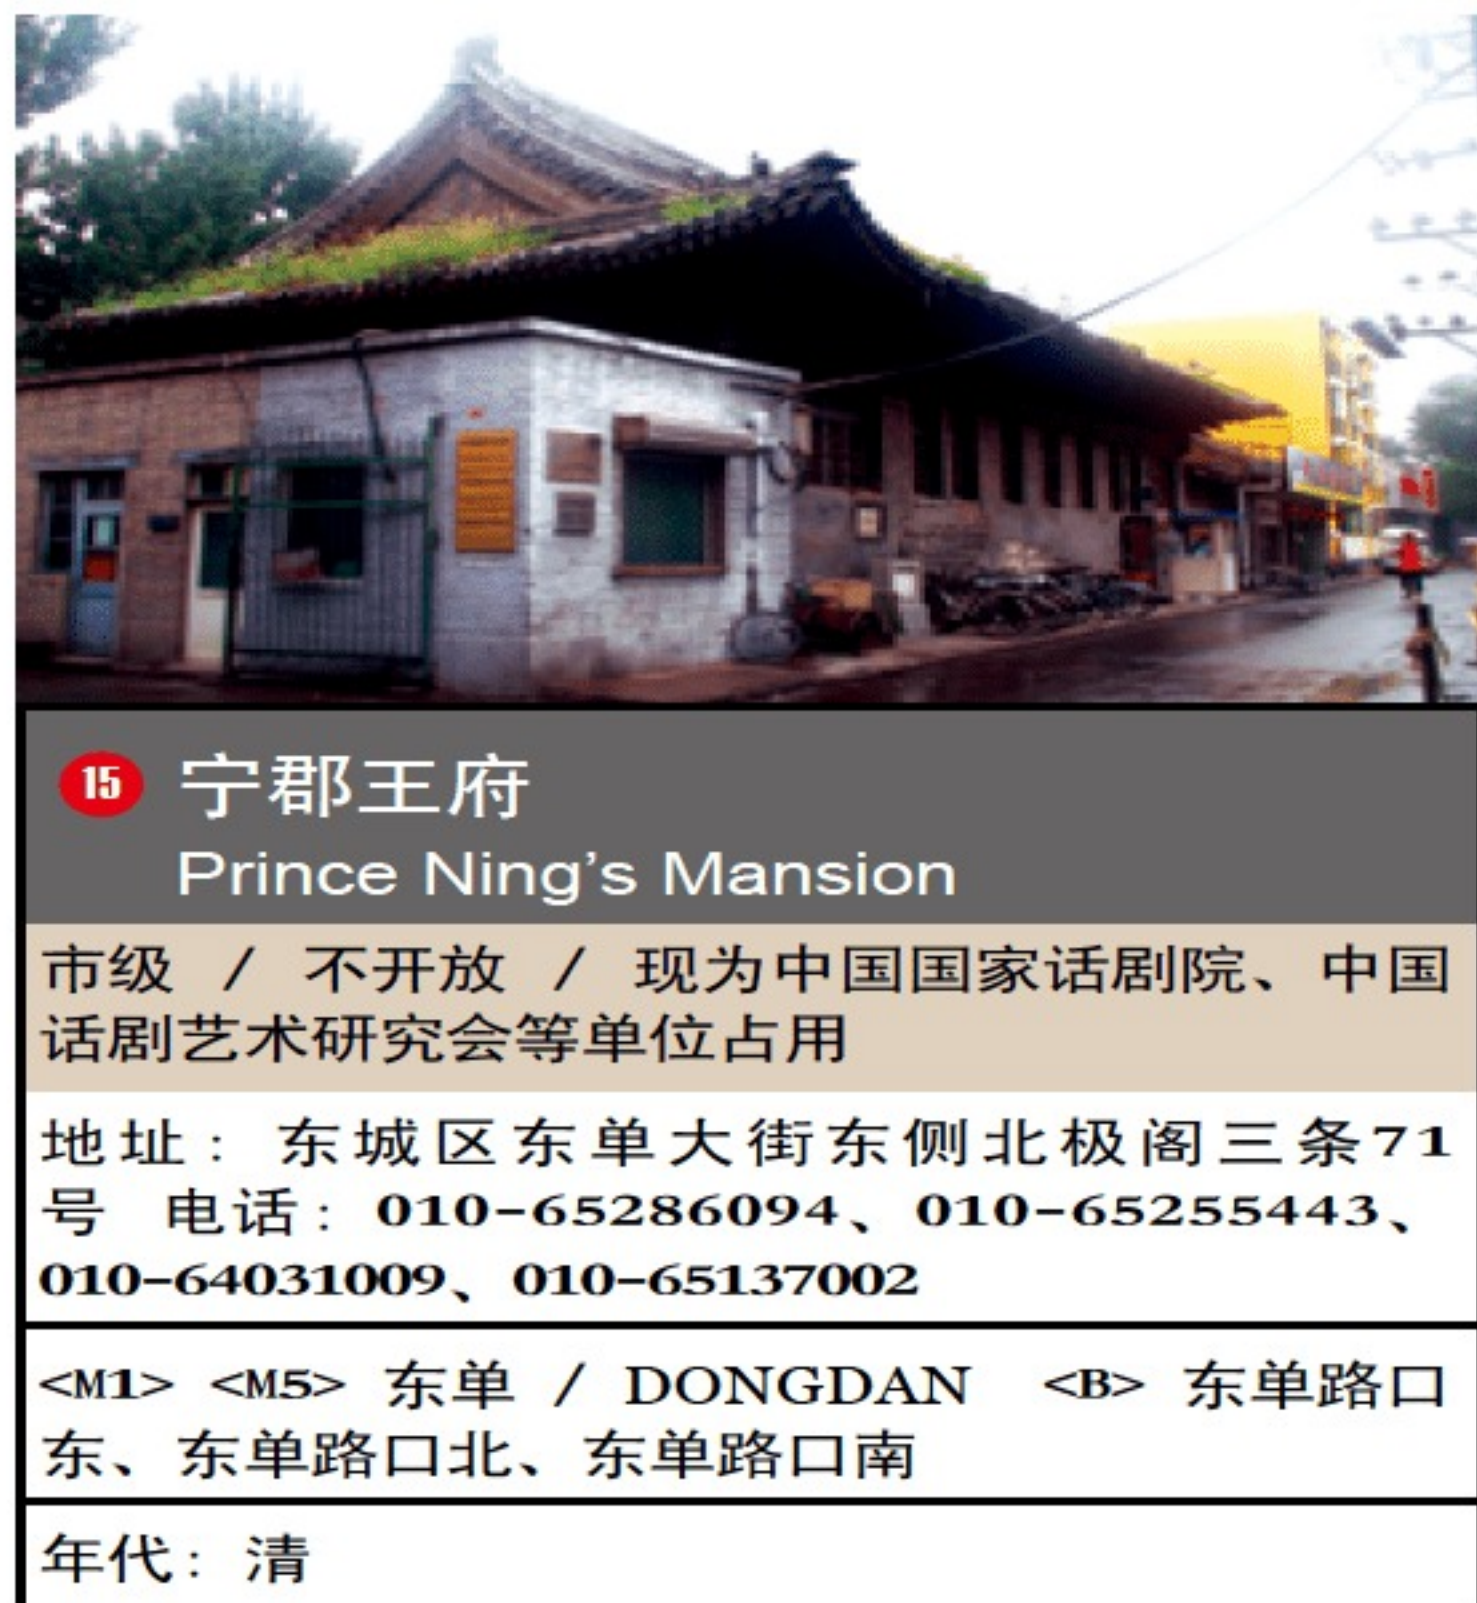 15 宁郡王府
Prince Ning's Mansion
市级 / 不开放 / 现为中国国家话剧院、中国
话剧艺术研究会等单位占用
地址：东城区东单大街东侧北极阁三条71
号 电话：010-65286094、010-65255443、
010-64031009、010-65137002
<M1> <M5> 东单 / DONGDAN <B> 东单路口
东、东单路口北、东单路口南
年代：清